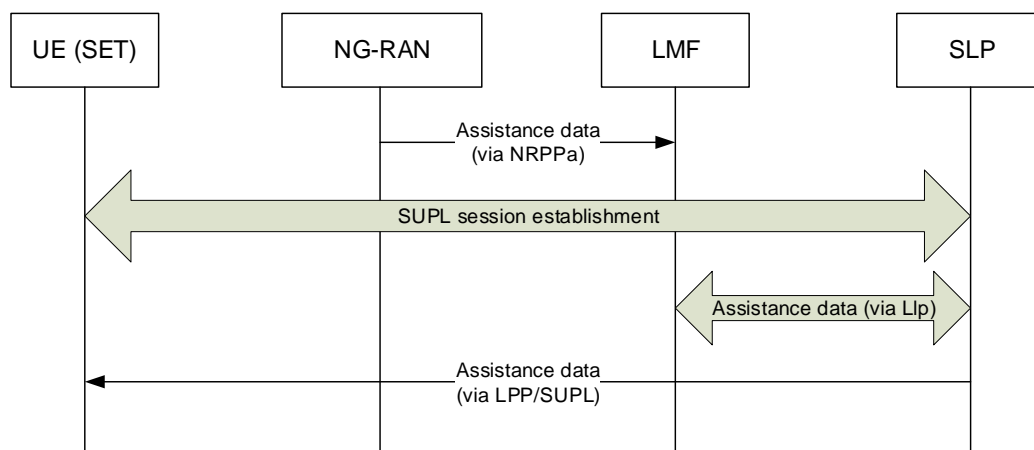 UE (SET)
NG-RAN
LMF
SLP
Assistance data
(via NRPPa)
SUPL session establishment
Assistance data (via Llp)
Assistance data
(via LPP/SUPL)